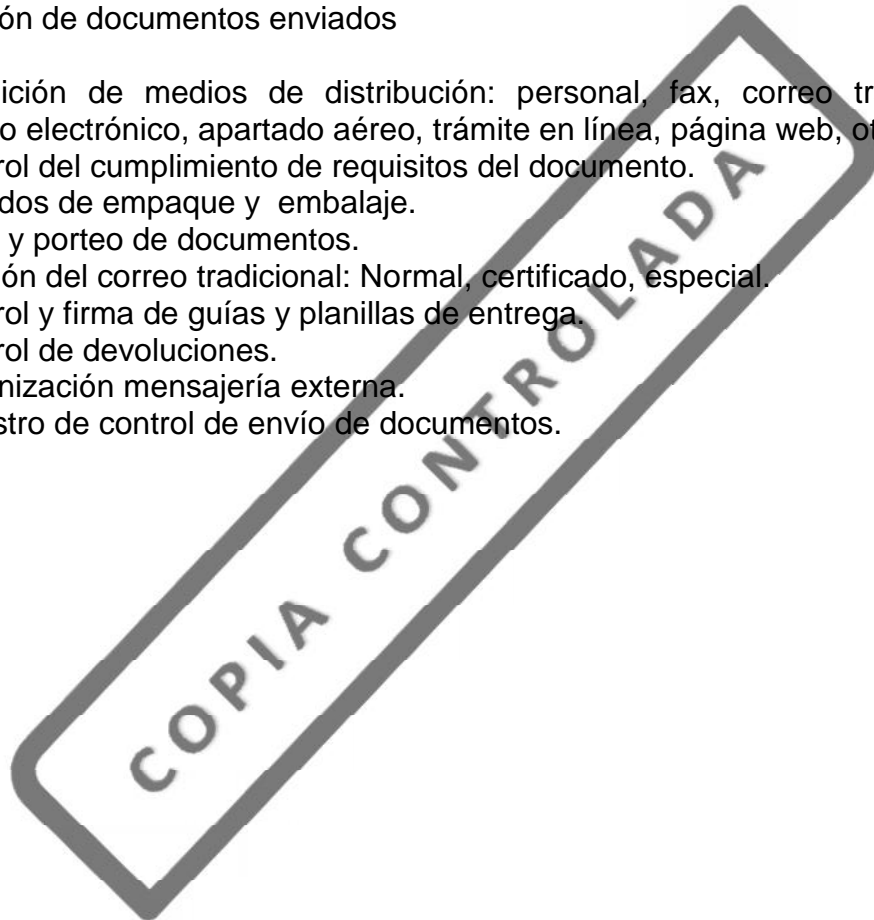 ón de documentos enviados
ición de medios de distribución: personal, fax, correo tr
o electrónico, apartado aéreo, trámite en línea, página web, ot
rol del cumplimiento de requisitos del documento.
dos de empaque y embalaje.
y porteo de documentos.
ión del correo tradicional: Normal, certificado, especial.
rol y firma de guías y planillas de entrega.
rol de devoluciones.
nización mensajería externa.
stro de control de envío de documentos.
COPIA CONTROLADA